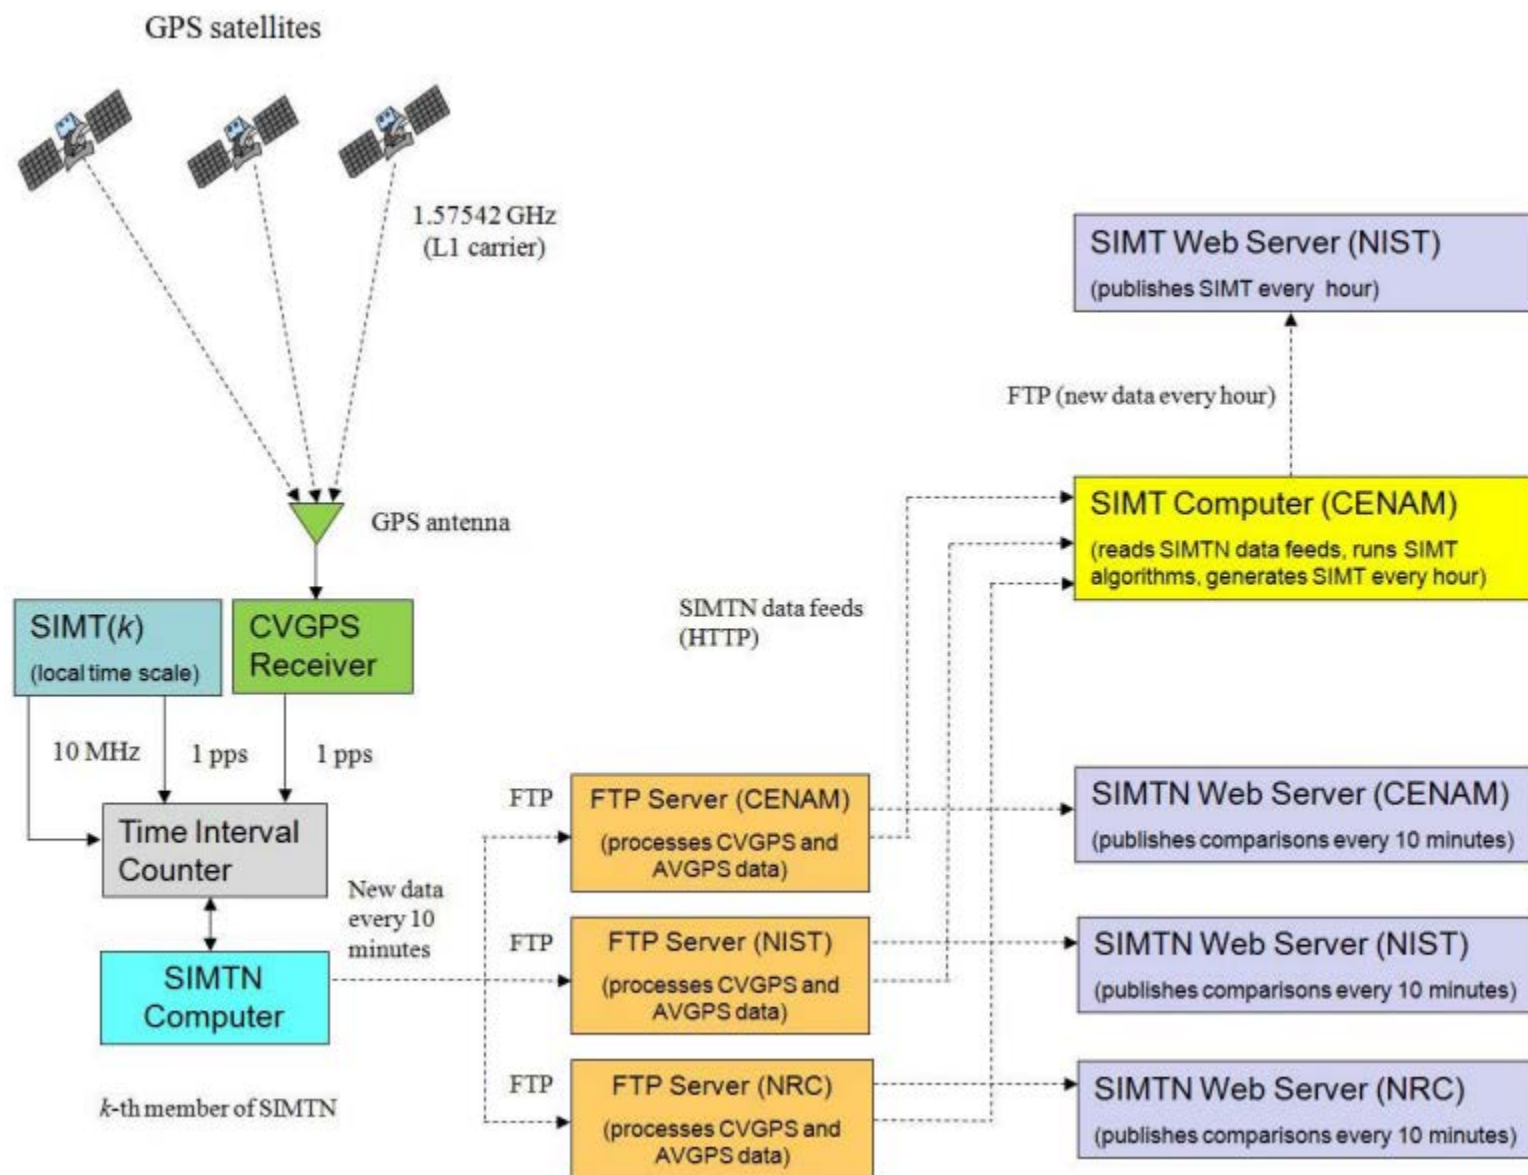 GPS satellites
1.57542 GHz
(L1 carrier)
GPS antenna
SIMT(k)
(local time scale)
CVGPS
Receiver
10 MHz
1 pps
1 pps
Time Interval
Counter
SIMTN
Computer
k-th member of SIMTN
New data
every 10
minutes
FTP
FTP Server (CENAM)
(processes CVGPS and
AVGPS data)
FTP
FTP Server (NIST)
(processes CVGPS and
AVGPS data)
FTP
FTP Server (NRC)
(processes CVGPS and
AVGPS data)
SIMTN data feeds
(HTTP)
SIMT Web Server (NIST)
(publishes SIMT every hour)
FTP (new data every hour)
SIMT Computer (CENAM)
(reads SIMTN data feeds, runs SIMT
algorithms, generates SIMT every hour)
SIMTN Web Server (CENAM)
(publishes comparisons every 10 minutes)
SIMTN Web Server (NIST)
(publishes comparisons every 10 minutes)
SIMTN Web Server (NRC)
(publishes comparisons every 10 minutes)